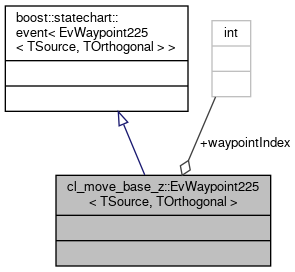 boost::statechart::
event< EvWaypoint225
< TSource, TOrthogonal > >
int
+waypointIndex
cl_move_base_z::EvWaypoint225
< TSource, TOrthogonal >